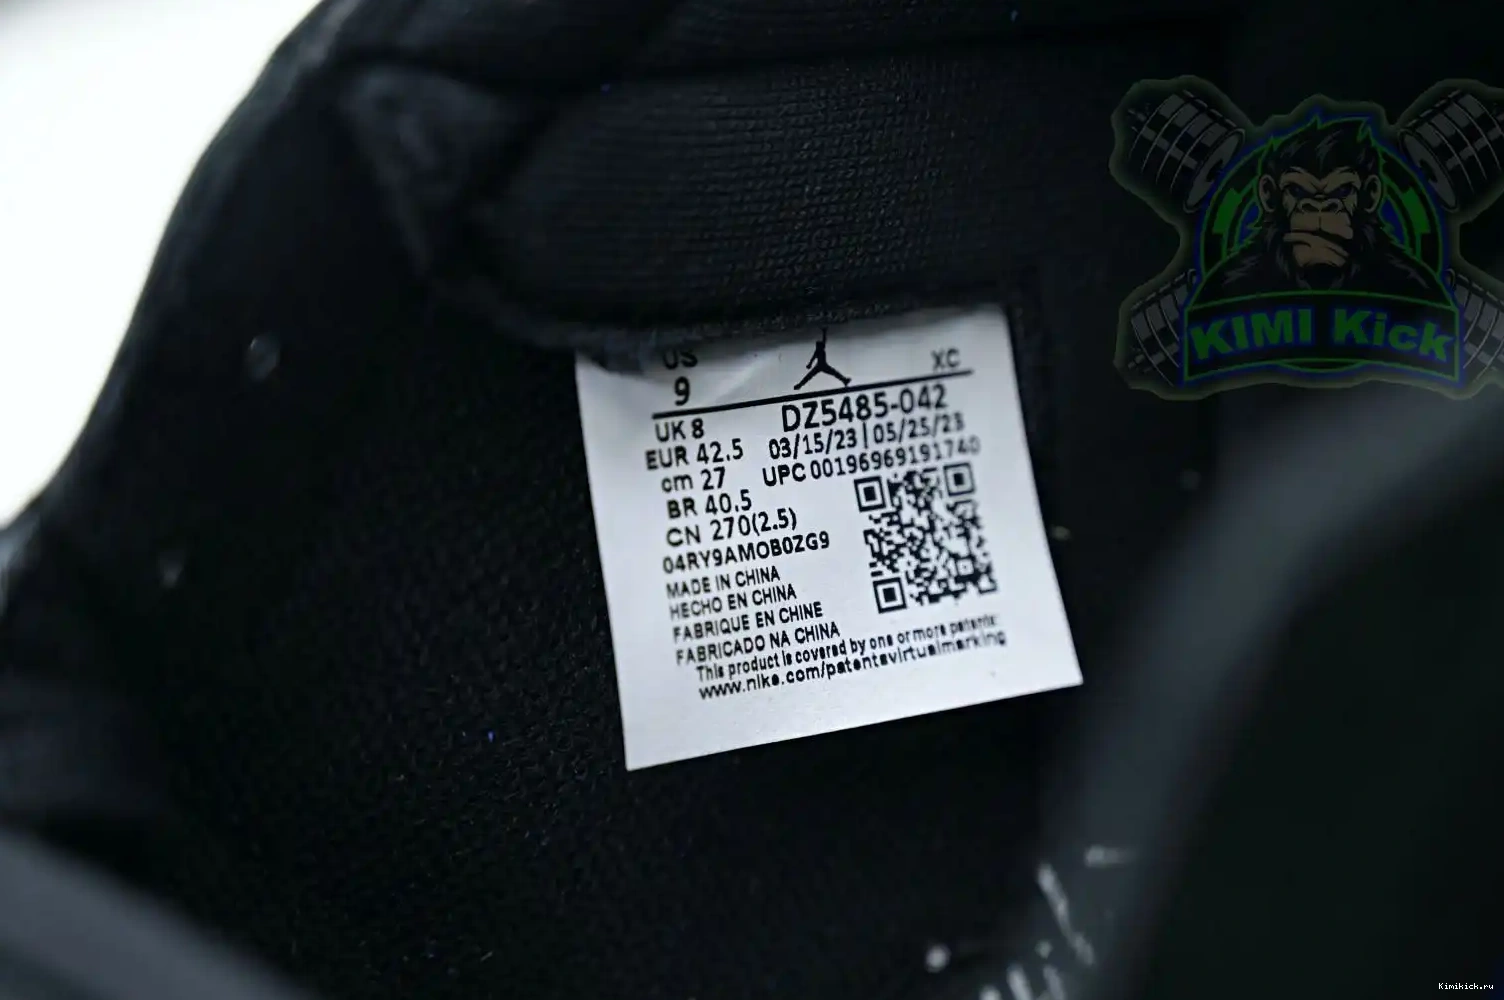 US
XC
9
DZ5485-042
UK 8
03/15/23 | 05/25/23
EUR 42.5
UPC 00196969191740
cm 27
BR 40.5
CN 270(2.5)
04RY9AMOB0ZG9
MADE IN CHINA
HECHO EN CHINA
FABRIQUE EN CHINE
FABRICADO NA CHINA
This product is covered by one or more patents:
www.nike.com/patentsvirtualmarking
KIMI Kick
Kimikick.ru